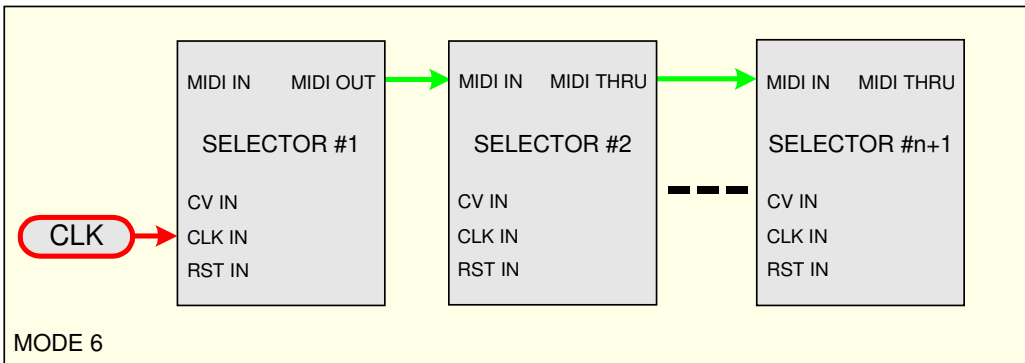 MIDI IN MIDI OUT
SELECTOR #1
CV IN
CLK IN
RST IN
MIDI IN MIDI THRU
SELECTOR #2
CV IN
CLK IN
RST IN
MIDI IN MIDI THRU
SELECTOR #n+1
CV IN
CLK IN
RST IN
CLK
MODE 6